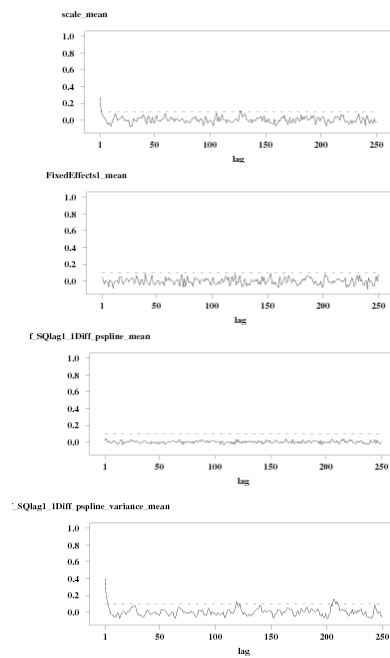 scale_mean
1.0
0.8
0.6
0.4
0.2
0.0
1 50 100 150 200 250
lag
FixedEffects1_mean
1.0
0.8
0.6
0.4
0.2
0.0
1 50 100 150 200 250
lag
f_SQlag1_1Diff_pspline_mean
1.0
0.8
0.6
0.4
0.2
0.0
1 50 100 150 200 250
lag
_SQlag1_1Diff_pspline_variance_mean
1.0
0.8
0.6
0.4
0.2
0.0
1 50 100 150 200 250
lag